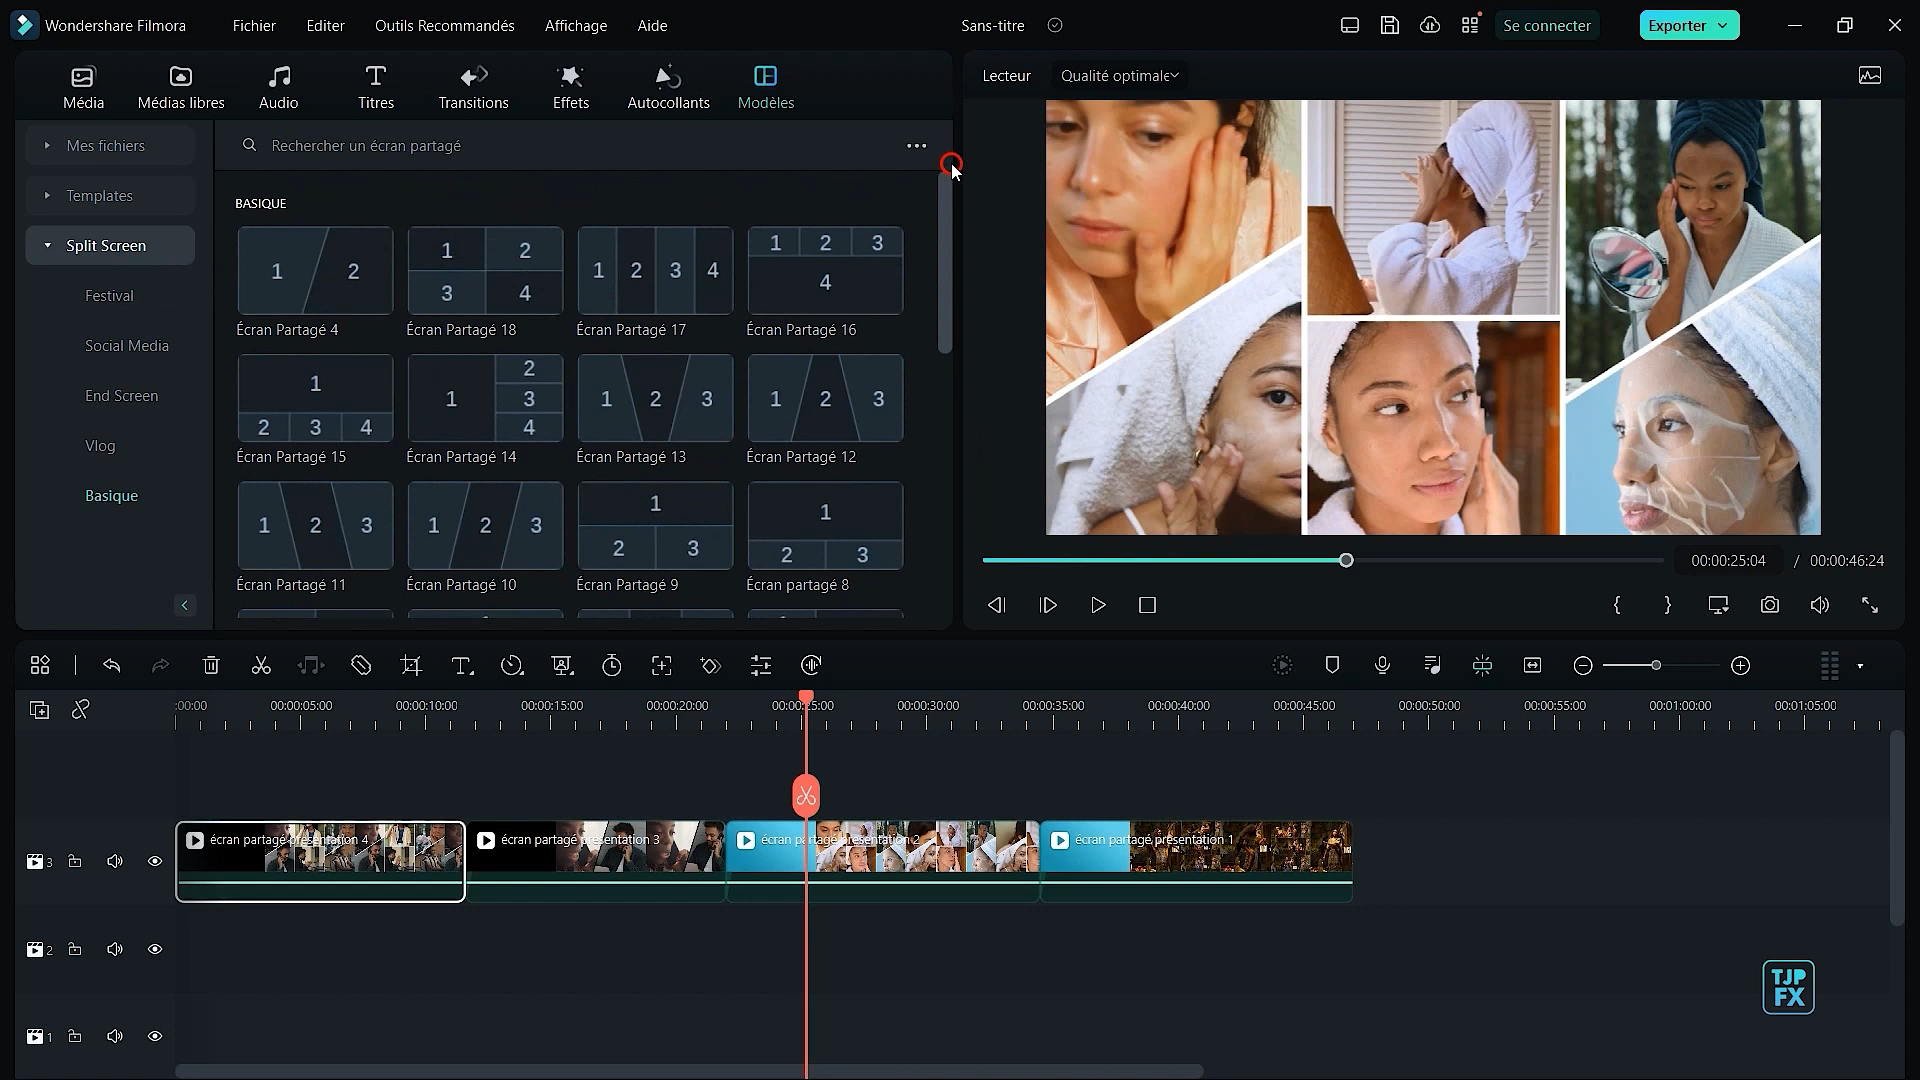 Wondershare Filmora Fichier Editer Outils Recommandés Affichage Aide Sans-titre Se connecter Exporter
Média Médias libres Audio Titres Transitions Effets Autocollants Modèles
Lecteur Qualité optimale
Mes fichiers
Templates
Split Screen
Festival
Social Media
End Screen
Vlog
Basique
Rechercher un écran partagé
BASIQUE
1 2
1 2 3 4
1 2 3 4
1 2 3 4
Écran Partagé 4 Écran Partagé 18 Écran Partagé 17 Écran Partagé 16
1 2 3 4
1 2 3 4
1 2 3
1 2 3
Écran Partagé 15 Écran Partagé 14 Écran Partagé 13 Écran Partagé 12
1 2 3
1 2 3
1 2 3
1 2 3
Écran Partagé 11 Écran Partagé 10 Écran Partagé 9 Écran partagé 8
00:00:25:04 / 00:00:46:24
:00:00 00:00:05:00 00:00:10:00 00:00:15:00 00:00:20:00 00:00:25:00 00:00:30:00 00:00:35:00 00:00:40:00 00:00:45:00 00:00:50:00 00:00:55:00 00:01:00:00 00:01:05:00
écran partagé présentation 4 écran partagé présentation 3 écran partagé présentation 2 écran partagé présentation 1
3
2
1
TJP
FX